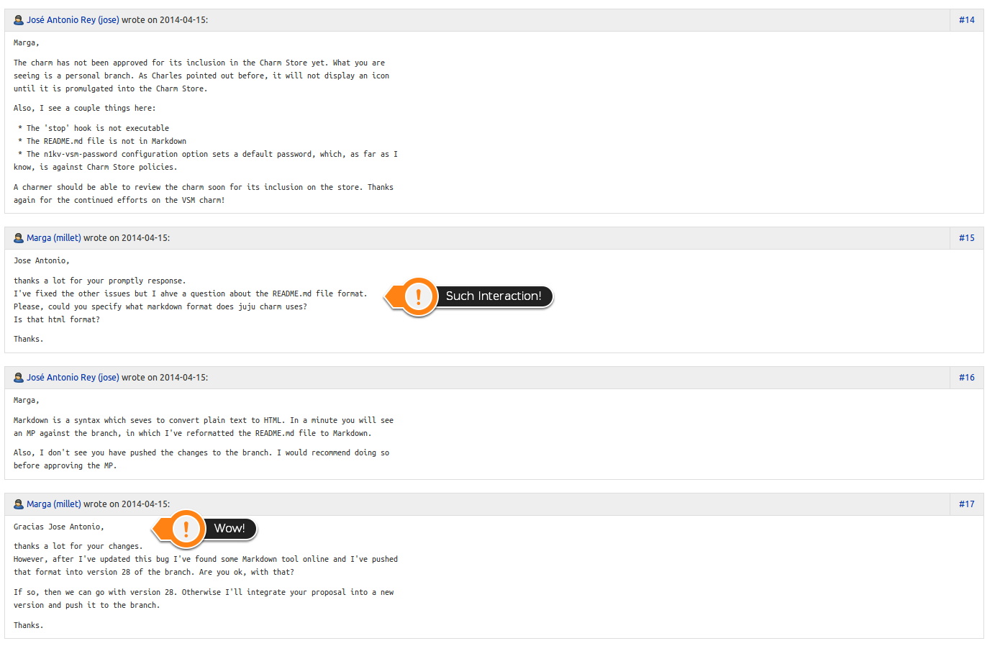 José Antonio Rey (jose) wrote on 2014-04-15: #14
Marga,
The charm has not been approved for its inclusion in the Charm Store yet. What you are
seeing is a personal branch. As Charles pointed out before, it will not display an icon
until it is promulgated into the Charm Store.
Also, I see a couple things here:
* The 'stop' hook is not executable
* The README.md file is not in Markdown
* The n1kv-vsm-password configuration option sets a default password, which, as far as I
know, is against Charm Store policies.
A charmer should be able to review the charm soon for its inclusion on the store. Thanks
again for the continued efforts on the VSM charm!
Marga (millet) wrote on 2014-04-15: #15
Jose Antonio,
thanks a lot for your promptly response.
I've fixed the other issues but I ahve a question about the README.md file format.
Such Interaction!
Please, could you specify what markdown format does juju charm uses?
Is that html format?
Thanks.
José Antonio Rey (jose) wrote on 2014-04-15: #16
Marga,
Markdown is a syntax which seves to convert plain text to HTML. In a minute you will see
an MP against the branch, in which I've reformatted the README.md file to Markdown.
Also, I don't see you have pushed the changes to the branch. I would recommend doing so
before approving the MP.
Marga (millet) wrote on 2014-04-15: #17
Gracias Jose Antonio,
Wow!
thanks a lot for your changes.
However, after I've updated this bug I've found some Markdown tool online and I've pushed
that format into version 28 of the branch. Are you ok, with that?
If so, then we can go with version 28. Otherwise I'll integrate your proposal into a new
version and push it to the branch.
Thanks.